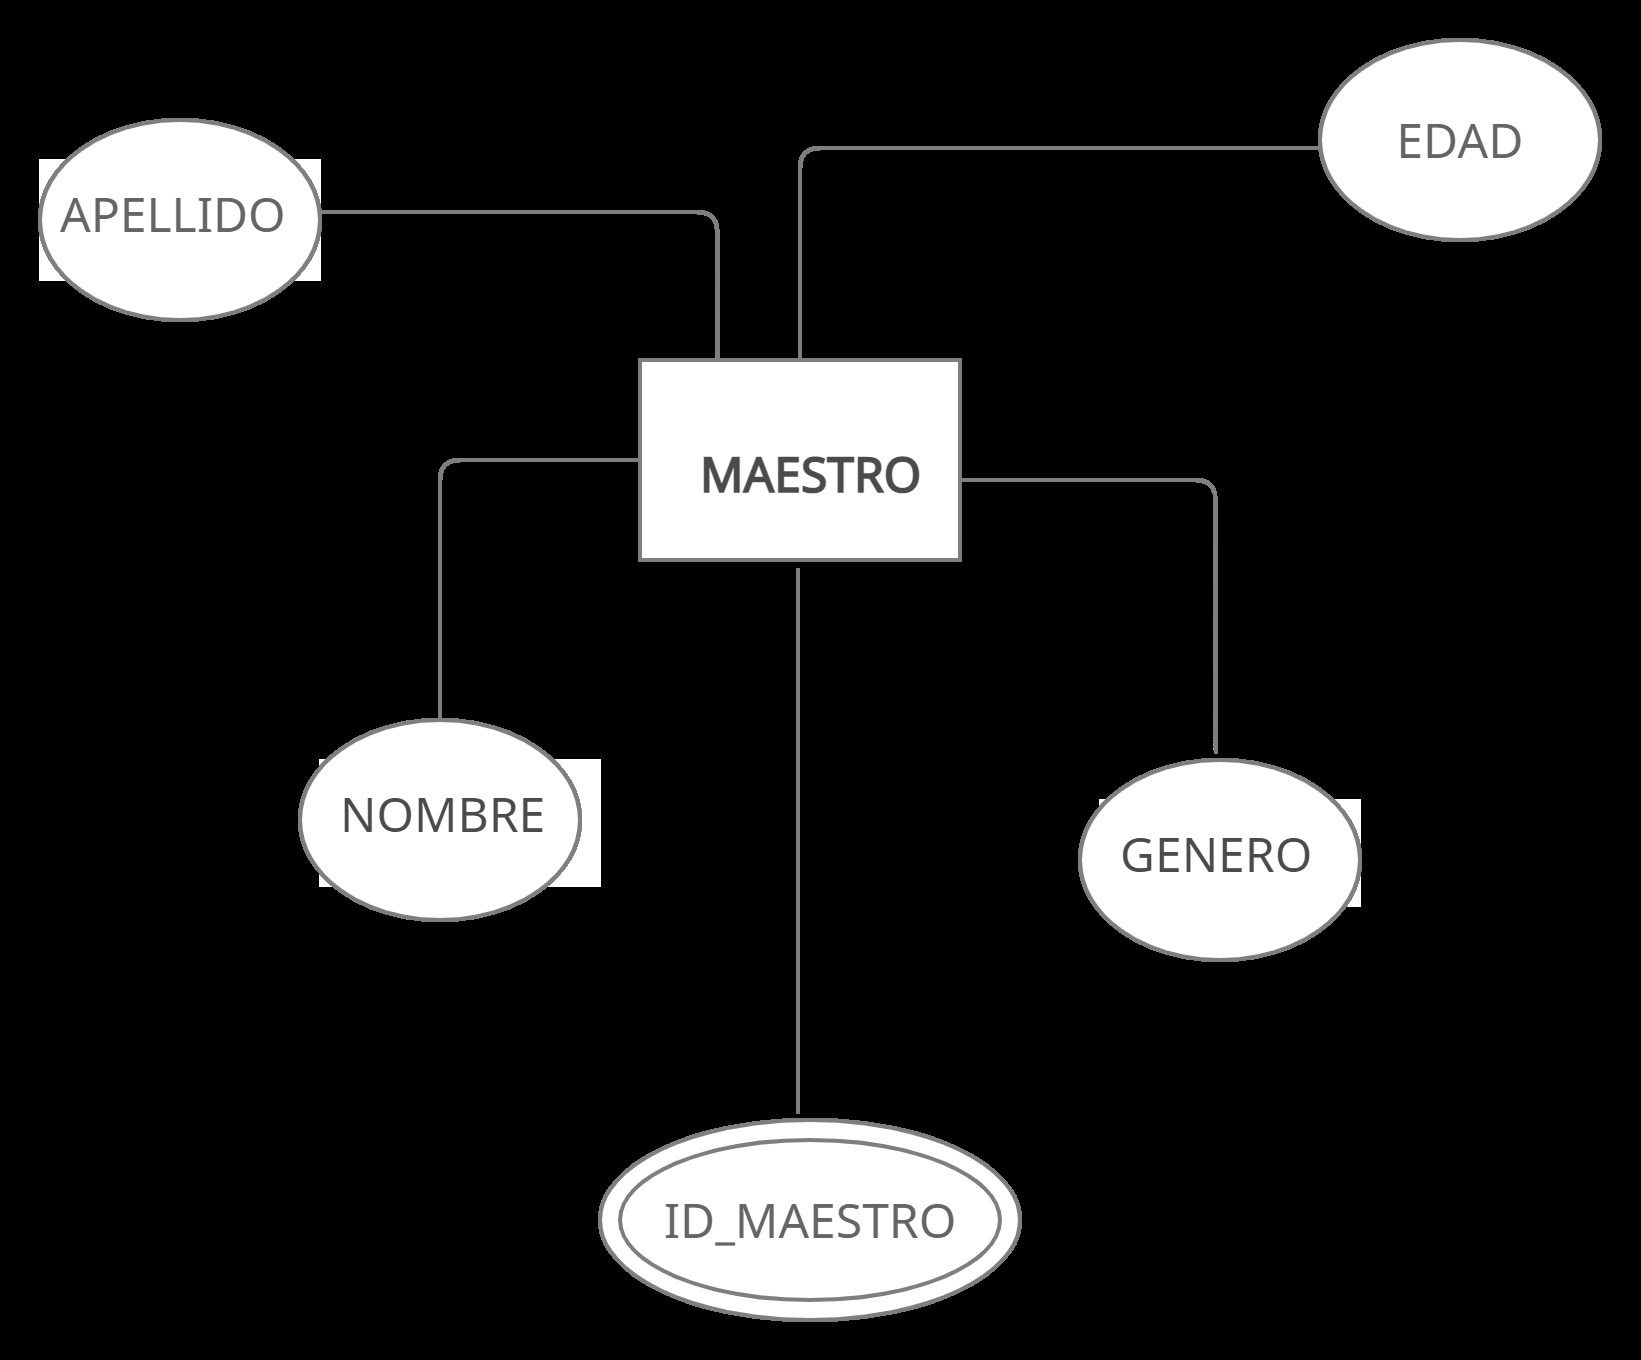 EDAD
APELLIDO
MAESTRO
NOMBRE
GENERO
ID_MAESTRO